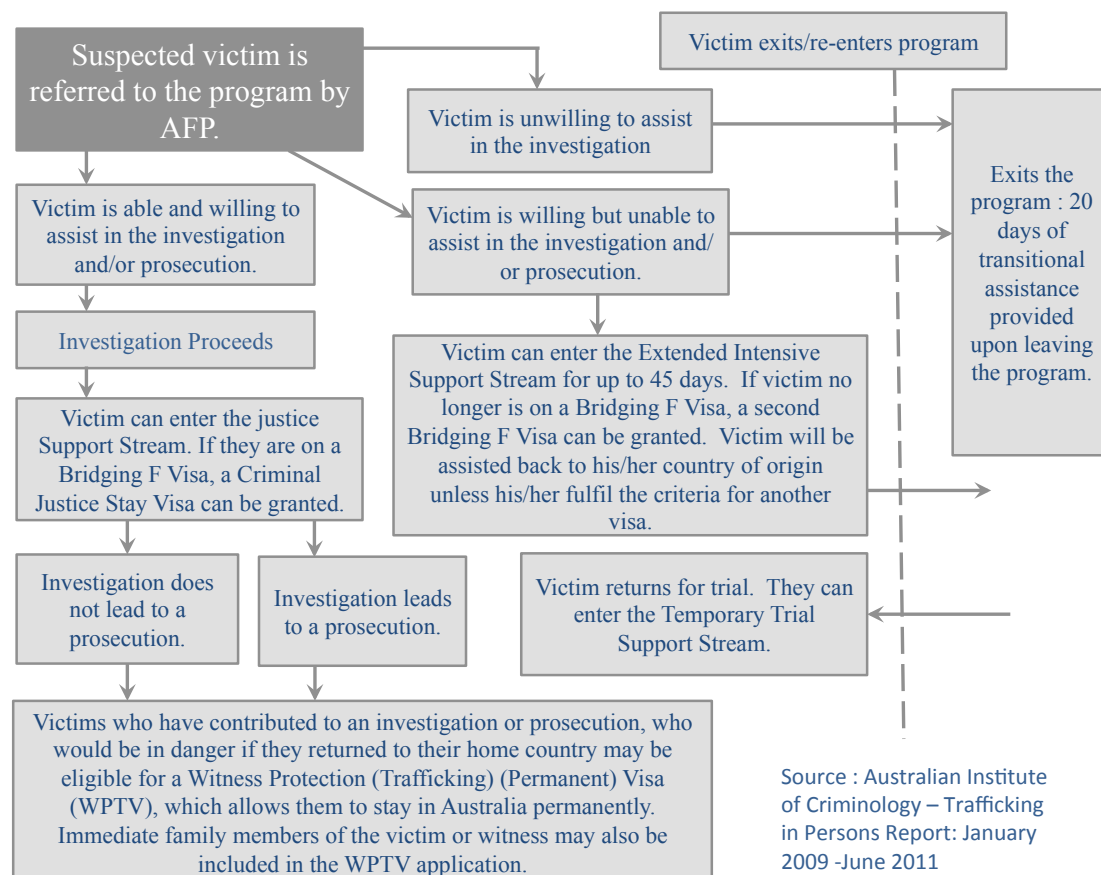 Suspected victim is
referred to the program by
AFP.
Victim exits/re-enters program
Victim is unwilling to assist
in the investigation
Exits the
program : 20
days of
transitional
assistance
provided
upon leaving
the program.
Victim is able and willing to
assist in the investigation
and/or prosecution.
Victim is willing but unable to
assist in the investigation and/
or prosecution.
Investigation Proceeds
Victim can enter the Extended Intensive
Support Stream for up to 45 days. If victim no
longer is on a Bridging F Visa, a second
Bridging F Visa can be granted. Victim will be
assisted back to his/her country of origin
unless his/her fulfil the criteria for another
visa.
Victim can enter the justice
Support Stream. If they are on a
Bridging F Visa, a Criminal
Justice Stay Visa can be granted.
Investigation does
not lead to a
prosecution.
Investigation leads
to a prosecution.
Victim returns for trial. They can
enter the Temporary Trial
Support Stream.
Victims who have contributed to an investigation or prosecution, who
would be in danger if they returned to their home country may be
eligible for a Witness Protection (Trafficking) (Permanent) Visa
(WPTV), which allows them to stay in Australia permanently.
Immediate family members of the victim or witness may also be
included in the WPTV application.
Source : Australian Institute
of Criminology – Trafficking
in Persons Report: January
2009 -June 2011